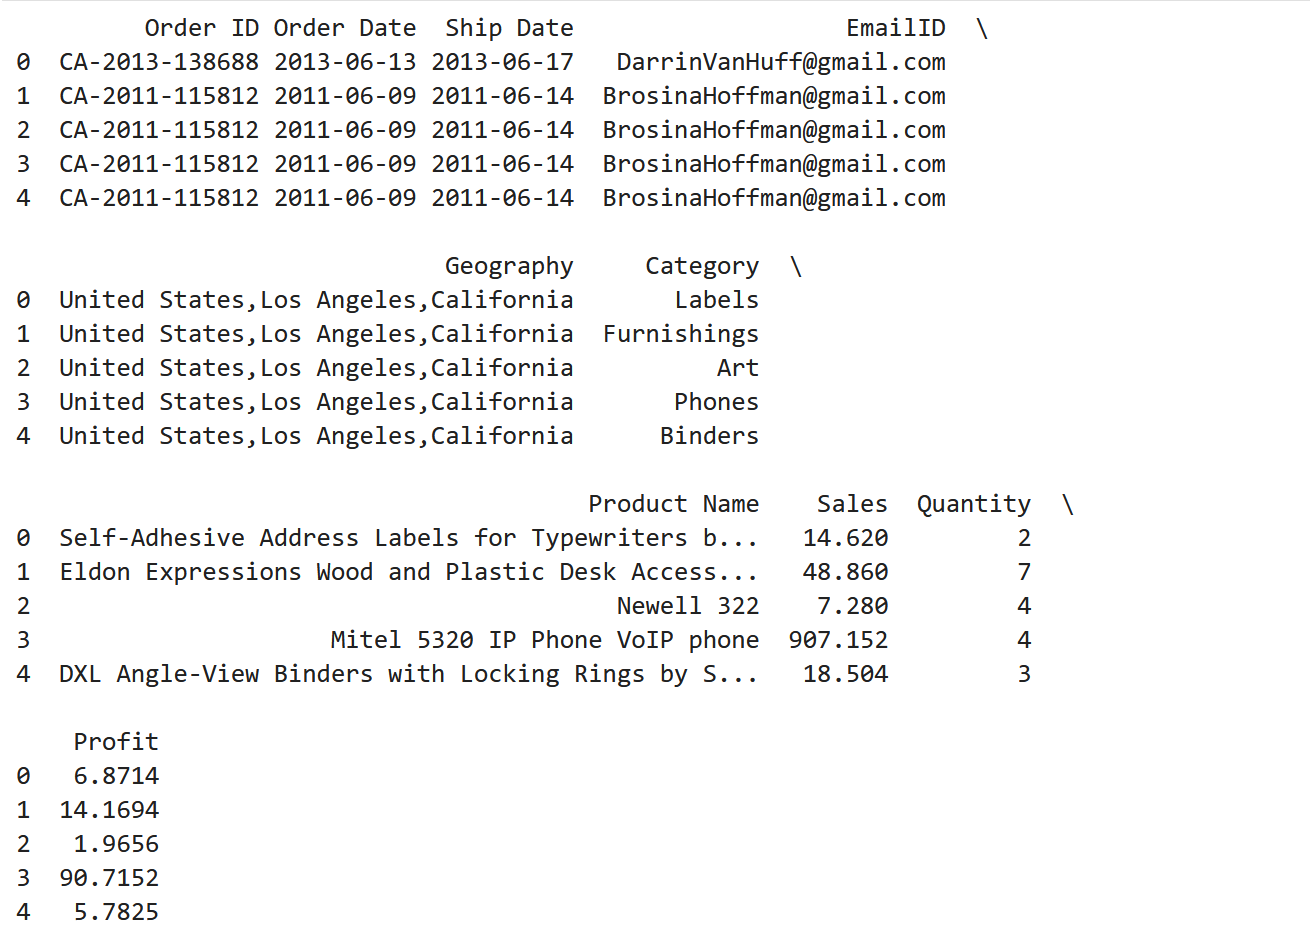 Order ID Order Date Ship Date EmailID \
0 CA-2013-138688 2013-06-13 2013-06-17 DarrinVanHuff@gmail.com
1 CA-2011-115812 2011-06-09 2011-06-14 BrosinaHoffman@gmail.com
2 CA-2011-115812 2011-06-09 2011-06-14 BrosinaHoffman@gmail.com
3 CA-2011-115812 2011-06-09 2011-06-14 BrosinaHoffman@gmail.com
4 CA-2011-115812 2011-06-09 2011-06-14 BrosinaHoffman@gmail.com
Geography Category \
0 United States,Los Angeles,California Labels
1 United States,Los Angeles,California Furnishings
2 United States,Los Angeles,California Art
3 United States,Los Angeles,California Phones
4 United States,Los Angeles,California Binders
Product Name Sales Quantity \
0 Self-Adhesive Address Labels for Typewriters b... 14.620 2
1 Eldon Expressions Wood and Plastic Desk Access... 48.860 7
2 Newell 322 7.280 4
3 Mitel 5320 IP Phone VoIP phone 907.152 4
4 DXL Angle-View Binders with Locking Rings by S... 18.504 3
Profit
0 6.8714
1 14.1694
2 1.9656
3 90.7152
4 5.7825